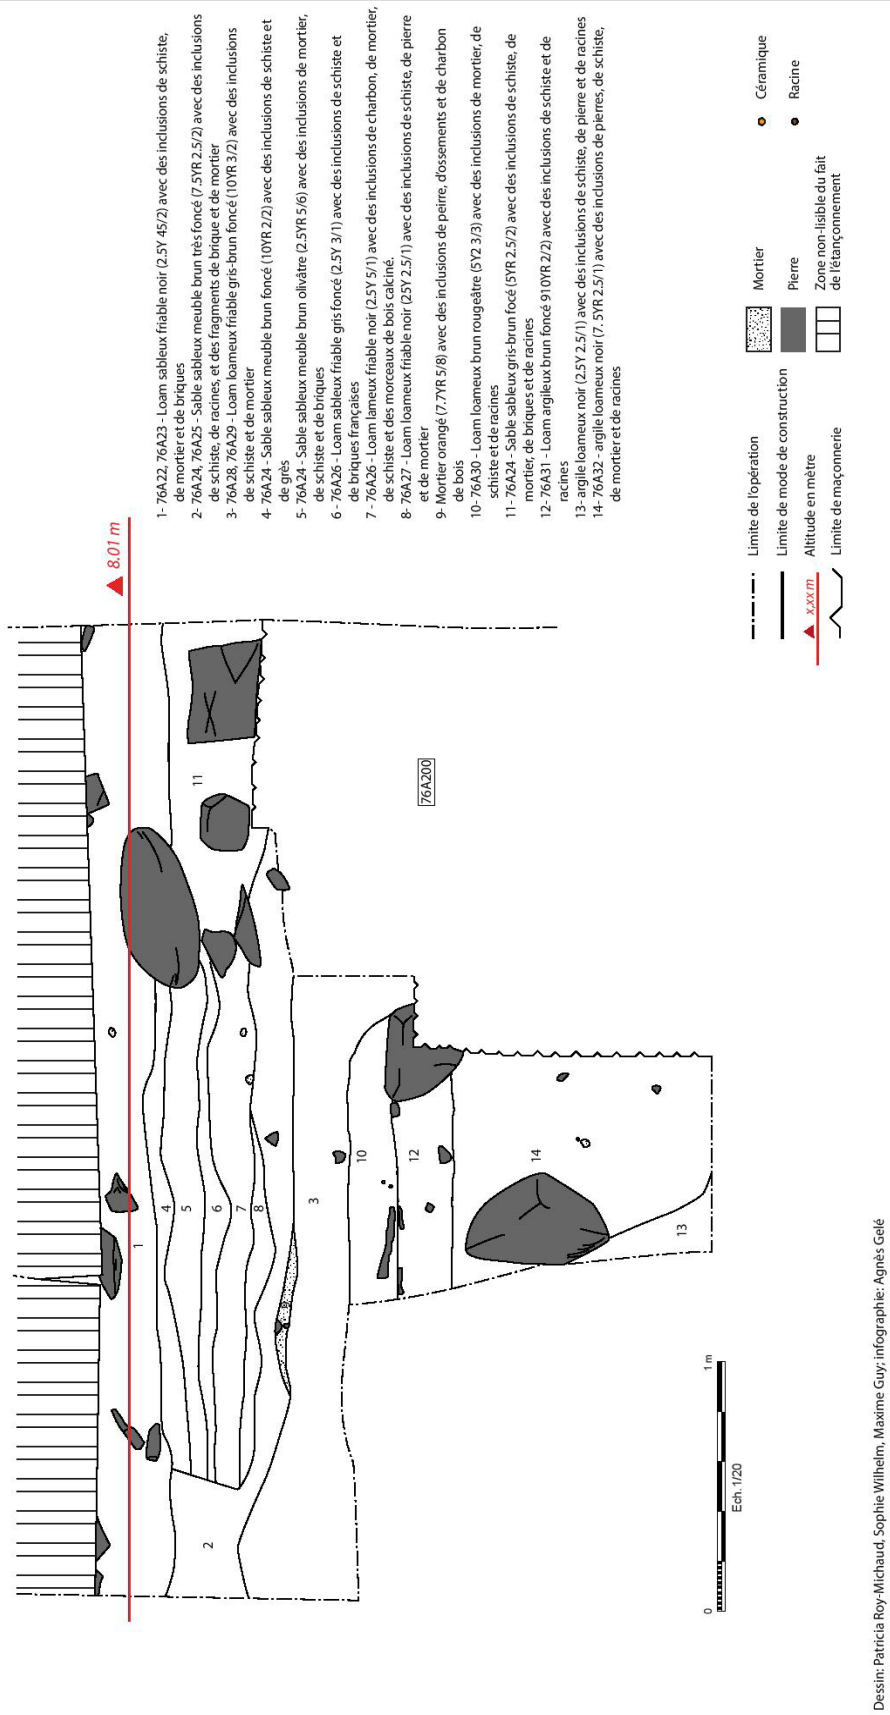 1- 76A22, 76A23 - Loam sableux friable noir (2.5Y 45/2) avec des inclusions de schiste,
de mortier et de briques
2- 76A24, 76A25 - Sable sableux meuble brun très foncé (7.5YR 2.5/2) avec des inclusions
de schiste, de racines, et des fragments de brique et de mortier
3- 76A28, 76A29 - Loam loameux friable gris-brun foncé (10YR 3/2) avec des inclusions
de schiste et de mortier
4- 76A24 - Sable sableux meuble brun foncé (10YR 2/2) avec des inclusions de schiste et
de grès
5- 76A24 - Sable sableux meuble brun olivâtre (2.5YR 5/6) avec des inclusions de mortier,
de schiste et de briques
6 - 76A26 - Loam sableux friable gris foncé (2.5Y 3/1) avec des inclusions de schiste et
de briques françaises
7 - 76A26 - Loam lameux friable noir (2.5Y 5/1) avec des inclusions de charbon, de mortier,
de schiste et des morceaux de bois calciné.
8- 76A27 - Loam loameux friable noir (25Y 2.5/1) avec des inclusions de schiste, de pierre
et de mortier
9- Mortier orangé (7.7YR 5/8) avec des inclusions de peirre, d'ossements et de charbon
de bois
10- 76A30 - Loam loameux brun rougeâtre (5Y2 3/3) avec des inclusions de mortier, de
schiste et de racines
11- 76A24 - Sable sableux gris-brun focé (5YR 2.5/2) avec des inclusions de schiste, de
mortier, de briques et de racines
12- 76A31 - Loam argileux brun foncé 910YR 2/2) avec des inclusions de schiste et de
racines
13- argile loameux noir (2.5Y 2.5/1) avec des inclusions de schiste, de pierre et de racines
14- 76A32 - argile loameux noir (7. 5YR 2.5/1) avec des inclusions de pierres, de schiste,
de mortier et de racines
8.01 m
1
2
3
4
5
6
7
8
10
11
12
13
14
76A200
0
1 m
Ech. 1/20
Limite de l'opération
Limite de mode de construction
x,xx m
Altitude en mètre
Limite de maçonnerie
Mortier
Pierre
Zone non-lisible du fait
de l'étançonnement
Céramique
Racine
Dessin: Patricia Roy-Michaud, Sophie Wilhelm, Maxime Guy; infographie: Agnès Gelé